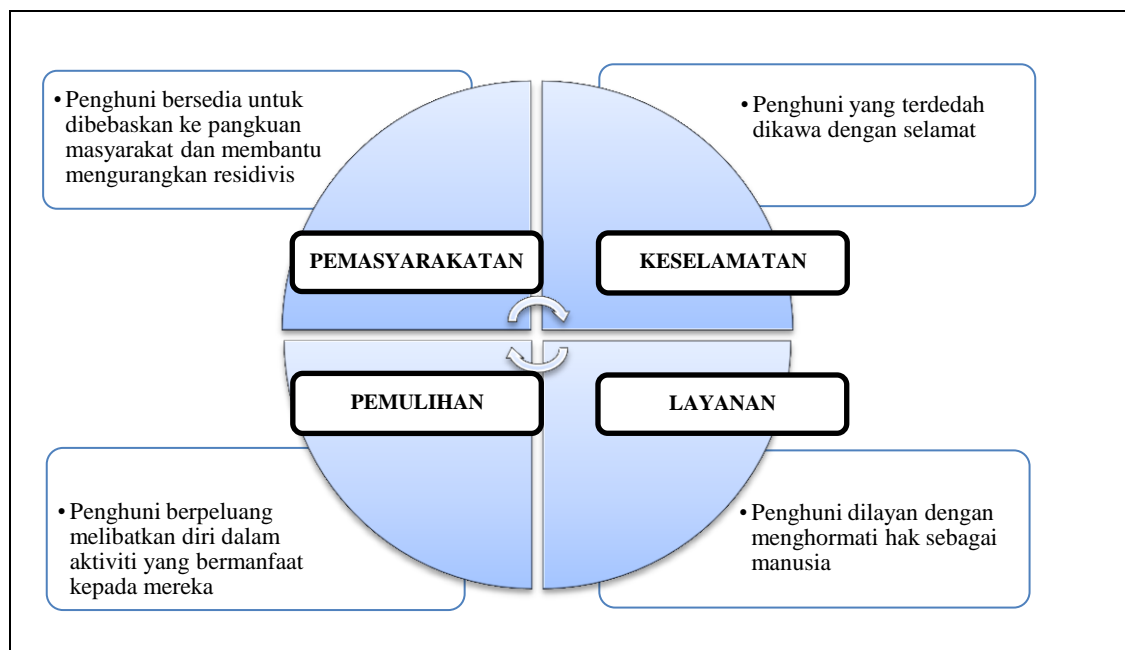 • Penghuni bersedia untuk
dibebaskan ke pangkuan
masyarakat dan membantu
mengurangkan residivis
• Penghuni yang terdedah
dikawa dengan selamat
PEMASYARAKATAN
KESELAMATAN
PEMULIHAN
LAYANAN
• Penghuni berpeluang
melibatkan diri dalam
aktiviti yang bermanfaat
kepada mereka
• Penghuni dilayan dengan
menghormati hak sebagai
manusia